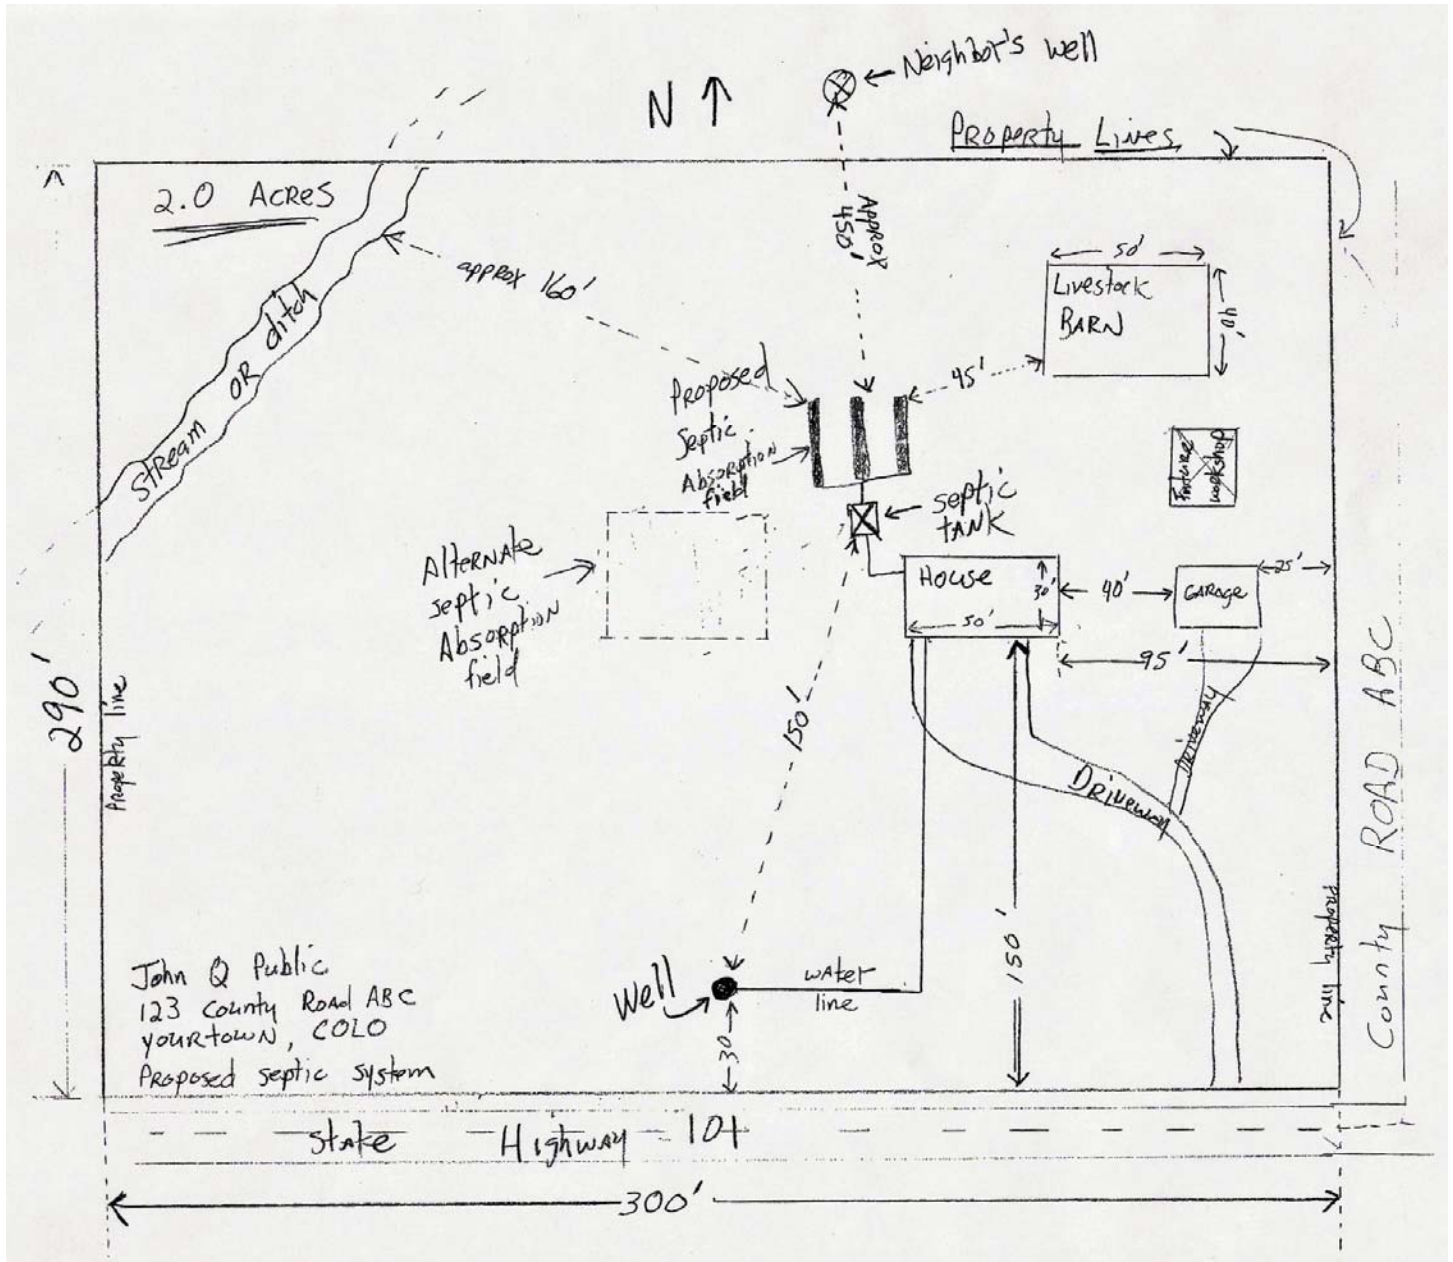 Neighbor's well
N
Property Lines
2.0 Acres
Approx
450'
approx 160'
50'
Livestock
Barn
40'
45'
Proposed
Septic
Absorption
field
Stream or ditch
Future
workshop
septic
tank
Alternate
septic
Absorption
field
House
30'
50'
40'
Garage
25'
95'
290'
Property line
150'
Driveway
Driveway
County Road ABC
150'
Property line
Well
water
line
30
John Q Public
123 County Road ABC
yourtown, COLO
Proposed septic system
State Highway 101
300'